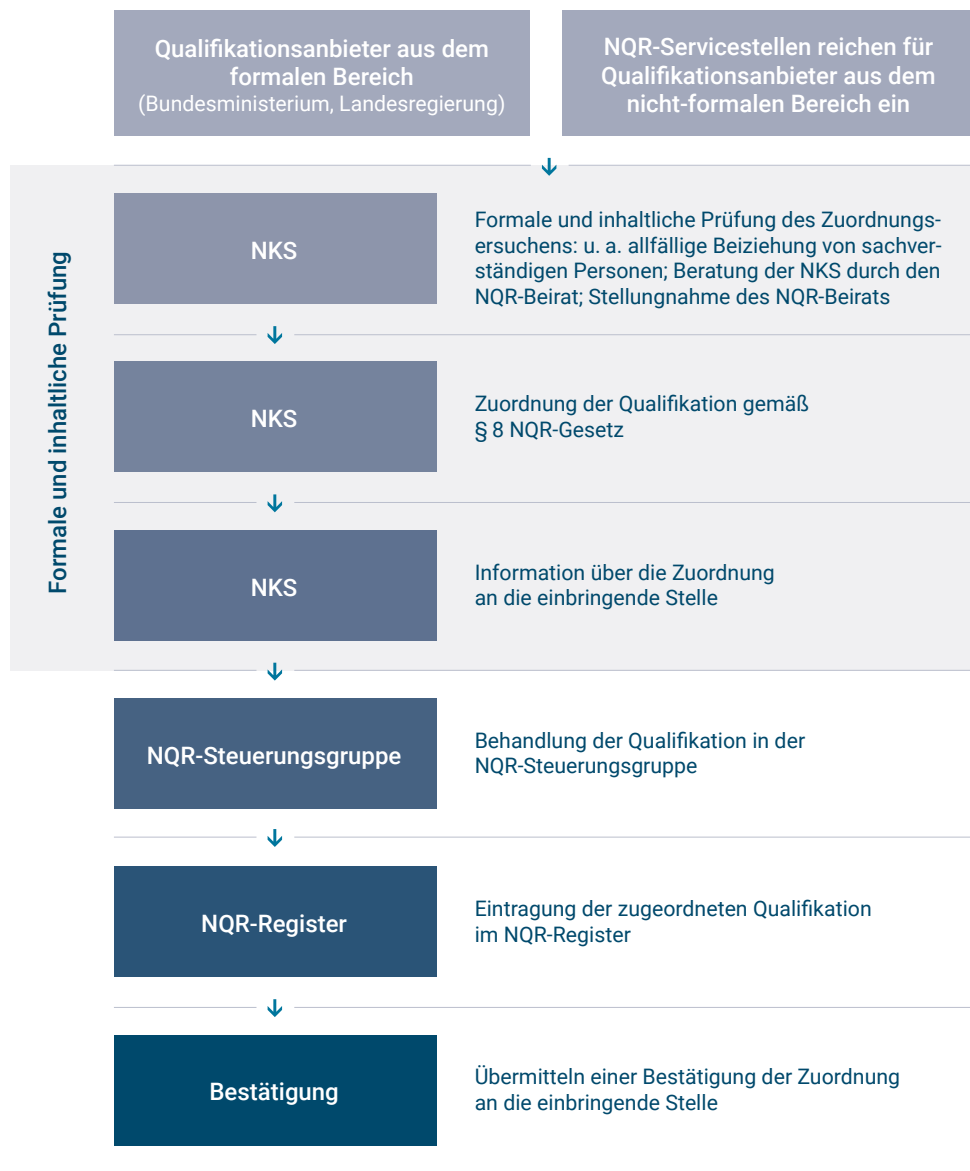 Qualifikationsanbieter aus dem
formalen Bereich
(Bundesministerium, Landesregierung)
NQR-Servicestellen reichen für
Qualifikationsanbieter aus dem
nicht-formalen Bereich ein
Formale und inhaltliche Prüfung
NKS
Formale und inhaltliche Prüfung des Zuordnungs-
ersuchens: u. a. allfällige Beiziehung von sachver-
ständigen Personen; Beratung der NKS durch den
NQR-Beirat; Stellungnahme des NQR-Beirats
NKS
Zuordnung der Qualifikation gemäß
§ 8 NQR-Gesetz
NKS
Information über die Zuordnung
an die einbringende Stelle
NQR-Steuerungsgruppe
Behandlung der Qualifikation in der
NQR-Steuerungsgruppe
NQR-Register
Eintragung der zugeordneten Qualifikation
im NQR-Register
Bestätigung
Übermitteln einer Bestätigung der Zuordnung
an die einbringende Stelle